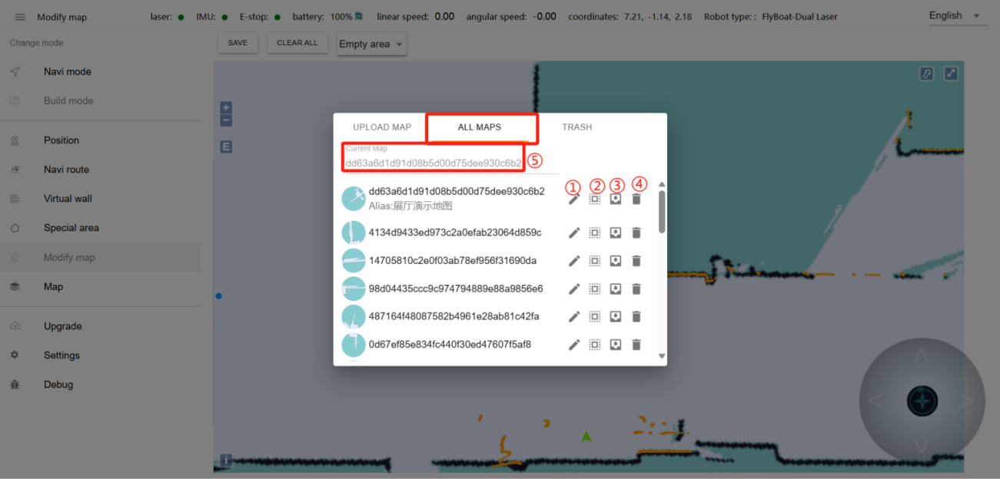 Modify map laser: IMU: E-stop: battery: 100% linear speed: 0.00 angular speed: -0.00 coordinates: 7.21, -1.14, 2.18 Robot type: : FlyBoat-Dual Laser English
Change mode
SAVE CLEAR ALL Empty area
Navi mode
Build mode
Position
Navi route
Virtual wall
Special area
Modify map
Map
Upgrade
Settings
Debug
+
−
E
i
UPLOAD MAP ALL MAPS TRASH
Current Map
dd63a6d1d91d08b5d00d75dee930c6b2 ⑤
① ② ③ ④
dd63a6d1d91d08b5d00d75dee930c6b2
Alias:展厅演示地图
4134d9433ed973c2a0efab23064d859c
14705810c2e0f03ab78ef956f31690da
98d04435ccc9c974794889e88a9856e6
487164f48087582b4961e28ab81c42fa
0d67ef85e834fc440f30ed47607f5af8